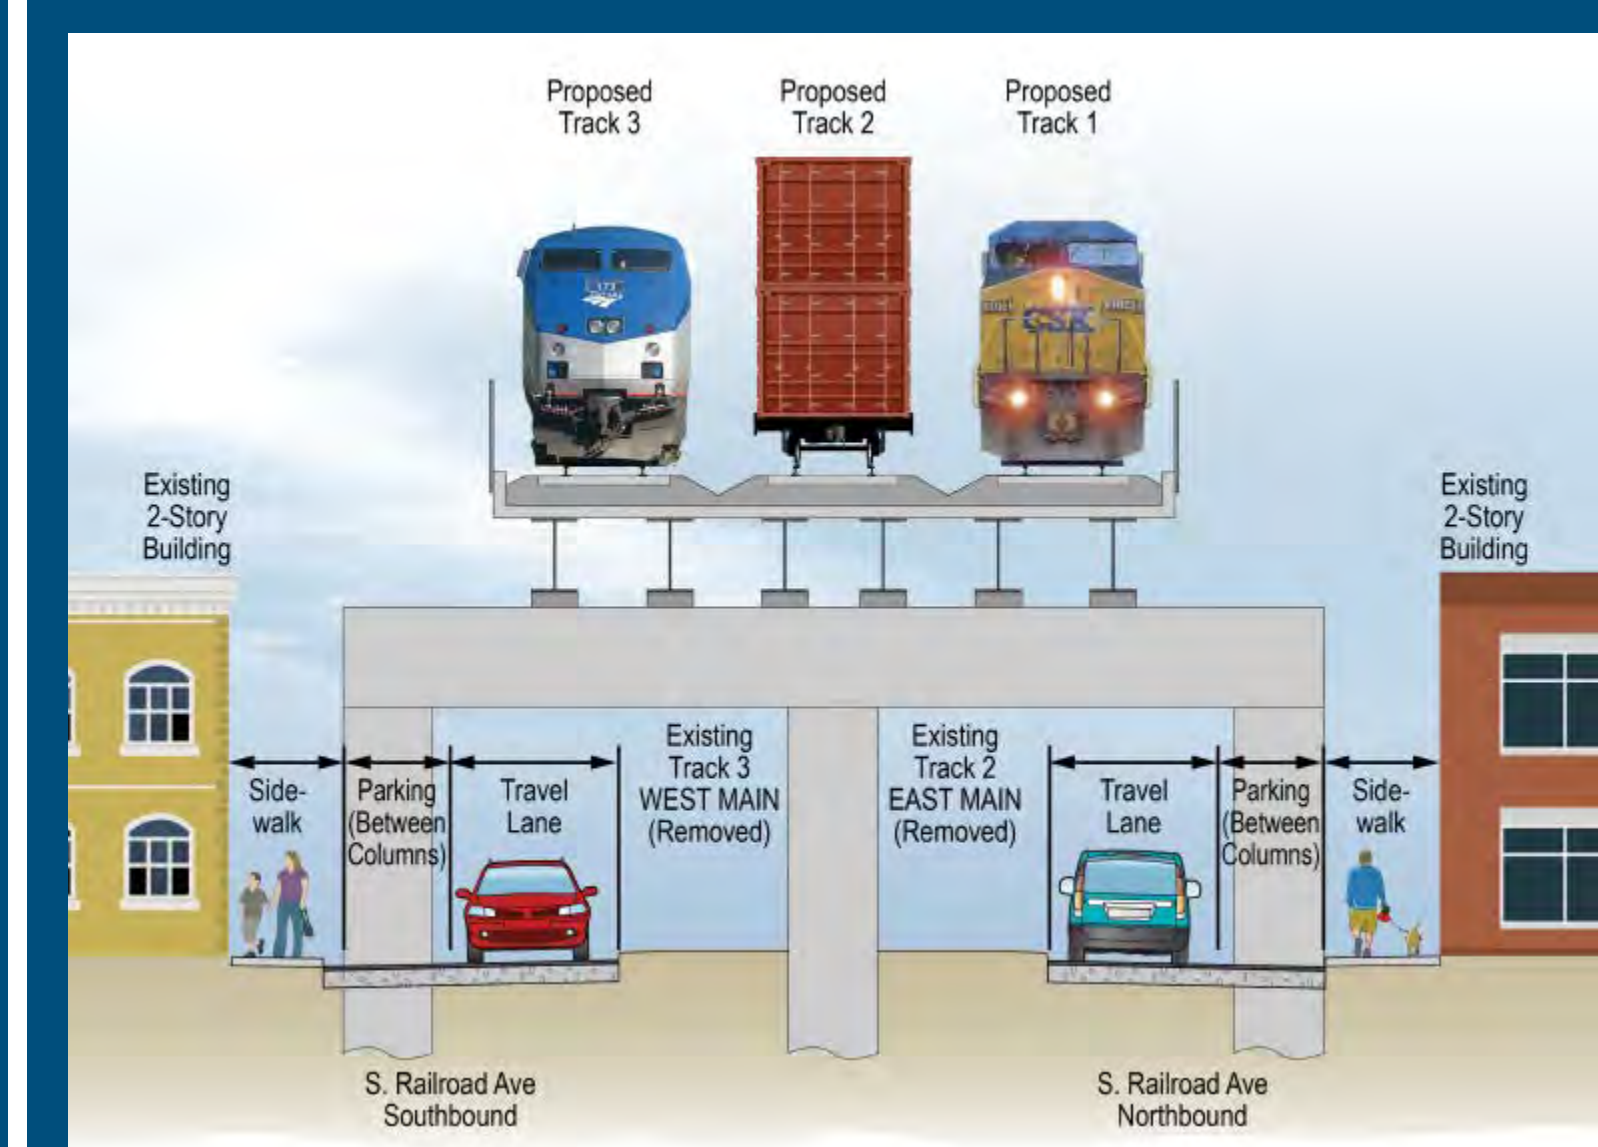 Proposed
Track 3
Proposed
Track 2
Proposed
Track 1
CSX
Existing
2-Story
Building
Existing
2-Story
Building
Side-
walk
Parking
(Between
Columns)
Travel
Lane
Existing
Track 3
WEST MAIN
(Removed)
Existing
Track 2
EAST MAIN
(Removed)
Travel
Lane
Parking
(Between
Columns)
Side-
walk
S. Railroad Ave
Southbound
S. Railroad Ave
Northbound